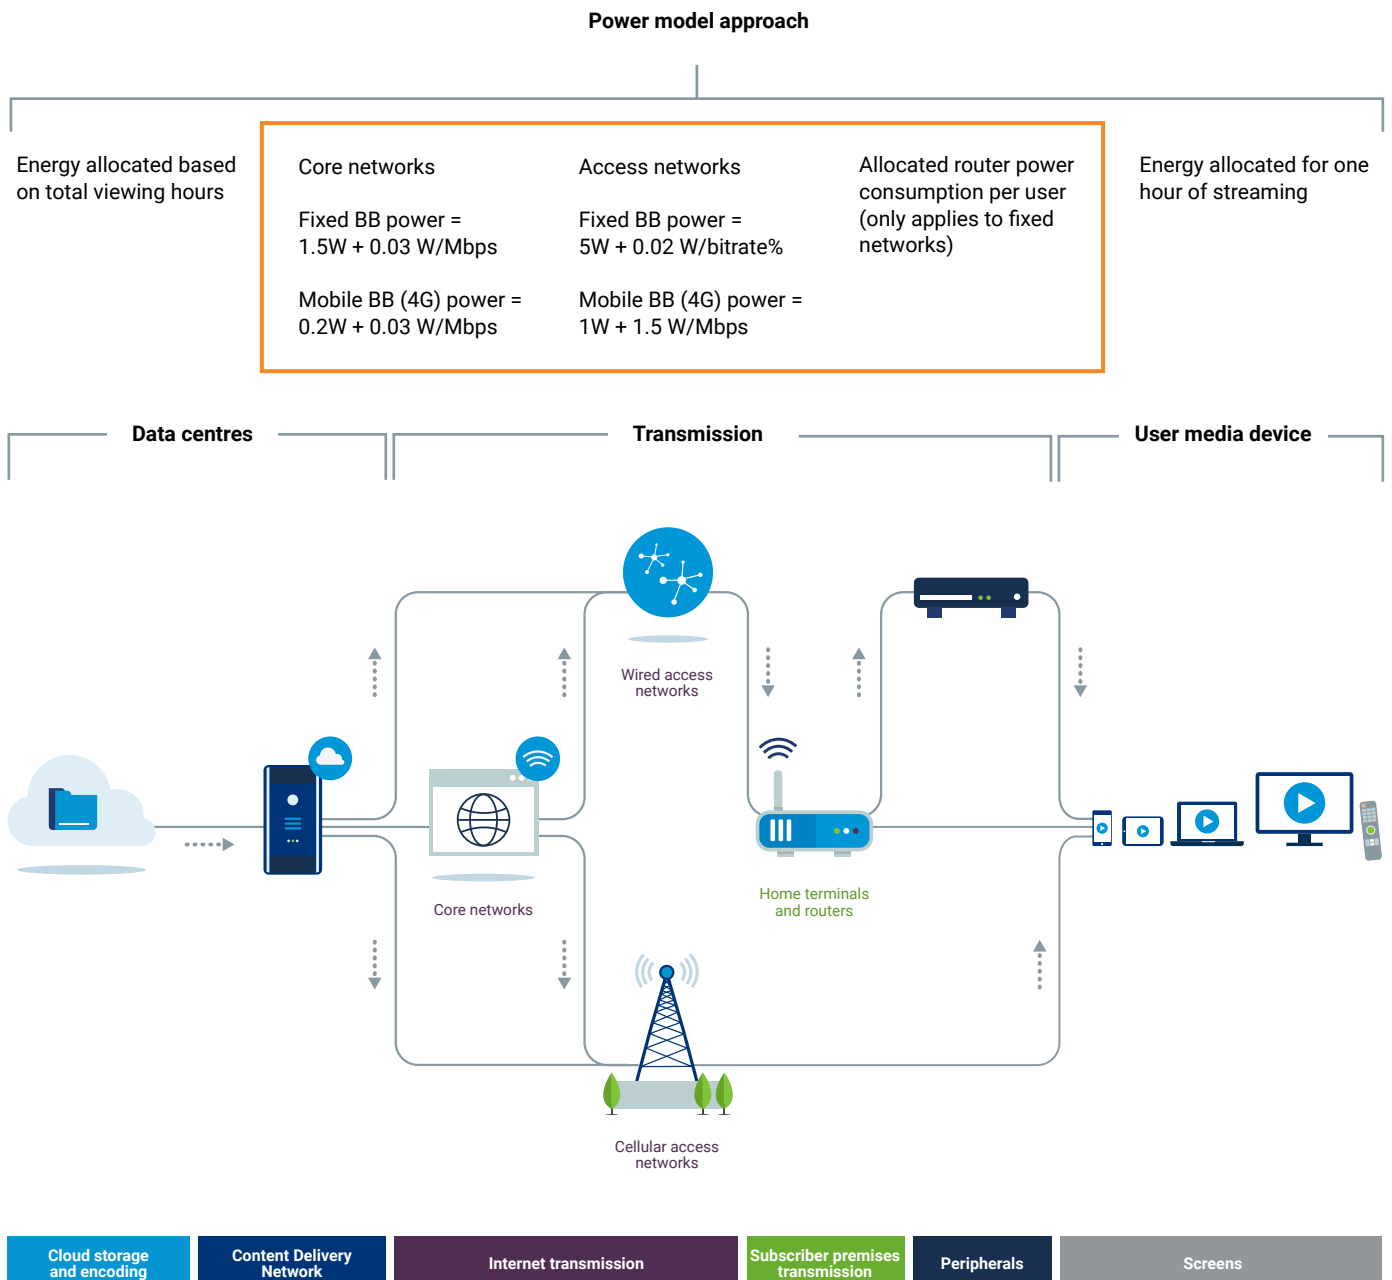 Power model approach
Energy allocated based
on total viewing hours
Core networks
Fixed BB power =
1.5W + 0.03 W/Mbps
Mobile BB (4G) power =
0.2W + 0.03 W/Mbps
Access networks
Fixed BB power =
5W + 0.02 W/bitrate%
Mobile BB (4G) power =
1W + 1.5 W/Mbps
Allocated router power
consumption per user
(only applies to fixed
networks)
Energy allocated for one
hour of streaming
Data centres
Transmission
User media device
Wired access
networks
Core networks
Home terminals
and routers
Cellular access
networks
Cloud storage
and encoding
Content Delivery
Network
Internet transmission
Subscriber premises
transmission
Peripherals
Screens